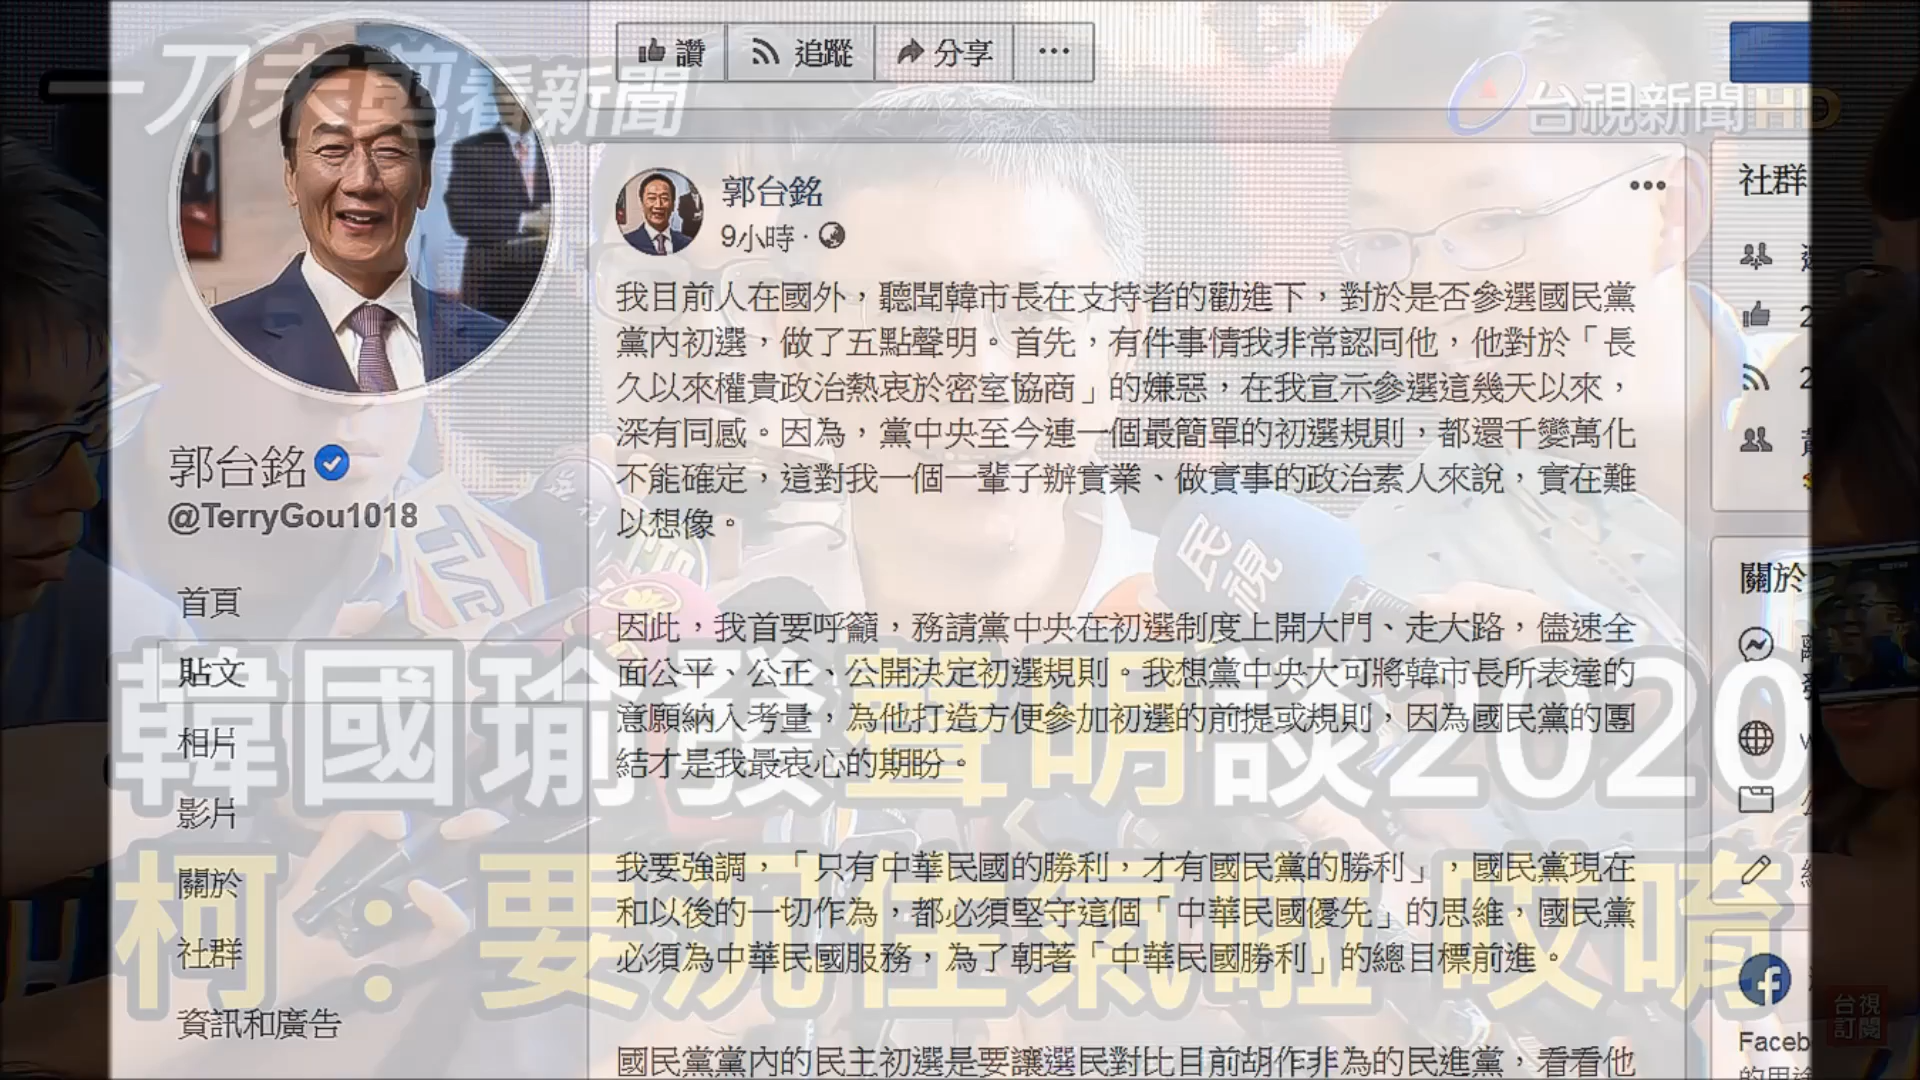 一刀未剪看新聞
台視新聞HD
讚
追蹤
分享
郭台銘
@TerryGou1018
首頁
貼文
相片
影片
關於
社群
資訊和廣告
郭台銘
9小時
我目前人在國外，聽聞韓市長在支持者的勸進下，對於是否參選國民黨
黨內初選，做了五點聲明。首先，有件事情我非常認同他，他對於「長
久以來權貴政治熱衷於密室協商」的嫌惡，在我宣示參選這幾天以來，
深有同感。因為，黨中央至今連一個最簡單的初選規則，都還千變萬化
不能確定，這對我一個一輩子辦實業、做實事的政治素人來說，實在難
以想像。
因此，我首要呼籲，務請黨中央在初選制度上開大門、走大路，儘速全
面公平、公正、公開決定初選規則。我想黨中央大可將韓市長所表達的
意願納入考量，為他打造方便參加初選的前提或規則，因為國民黨的團
結才是我最衷心的期盼。
我要強調，「只有中華民國的勝利，才有國民黨的勝利」，國民黨現在
和以後的一切作為，都必須堅守這個「中華民國優先」的思維，國民黨
必須為中華民國服務，為了朝著「中華民國勝利」的總目標前進。
國民黨黨內的民主初選是要讓選民對比目前胡作非為的民進黨，看看他
社群
關於
Faceb
民視
韓國瑜發聲明談2020
柯：要沉住氣啦 哎唷
台視
訂閱